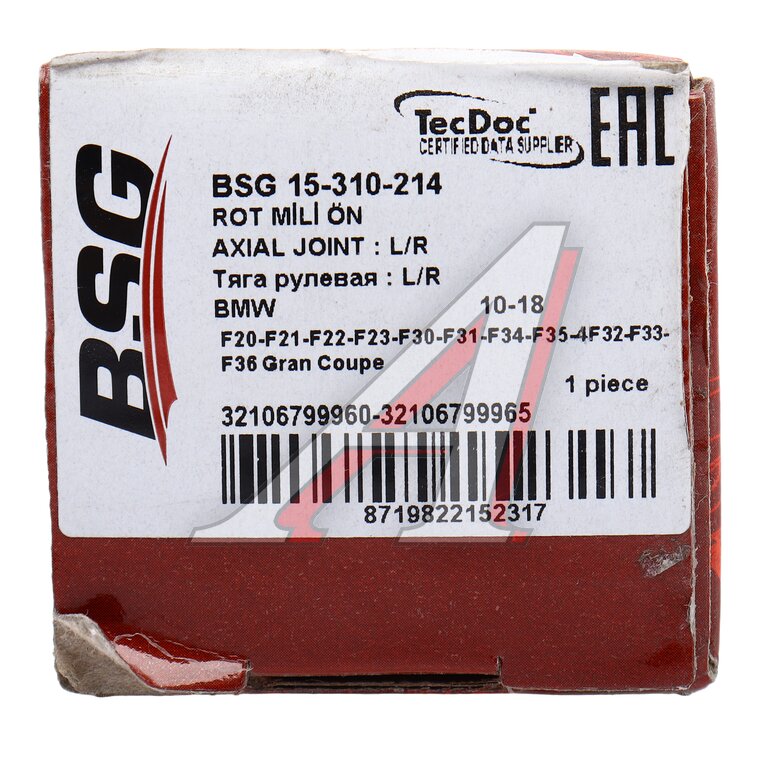 BSG
TecDoc
CERTIFIED DATA SUPPLIER
EAC
BSG 15-310-214
ROT MİLİ ÖN
AXIAL JOINT : L/R
Тяга рулевая : L/R
BMW 10-18
F20-F21-F22-F23-F30-F31-F34-F35-4F32-F33-
F36 Gran Coupe
1 piece
32106799960-32106799965
8719822152317